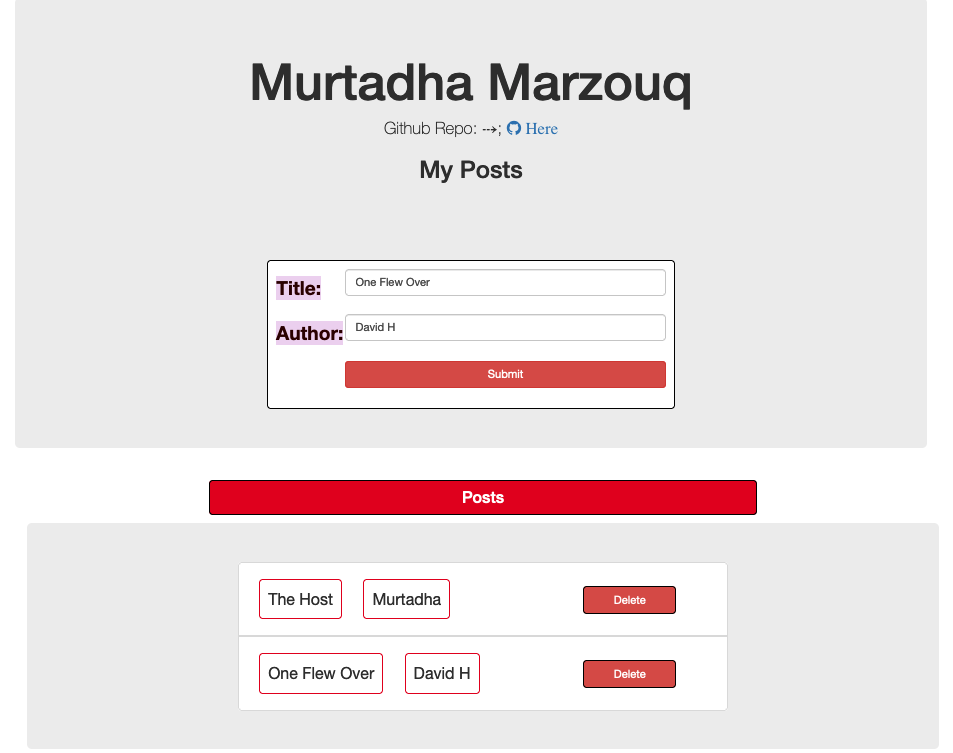 Murtadha Marzouq
Github Repo: ⇢; Here
My Posts
Title: One Flew Over
Author: David H
Submit
Posts
The Host Murtadha Delete
One Flew Over David H Delete